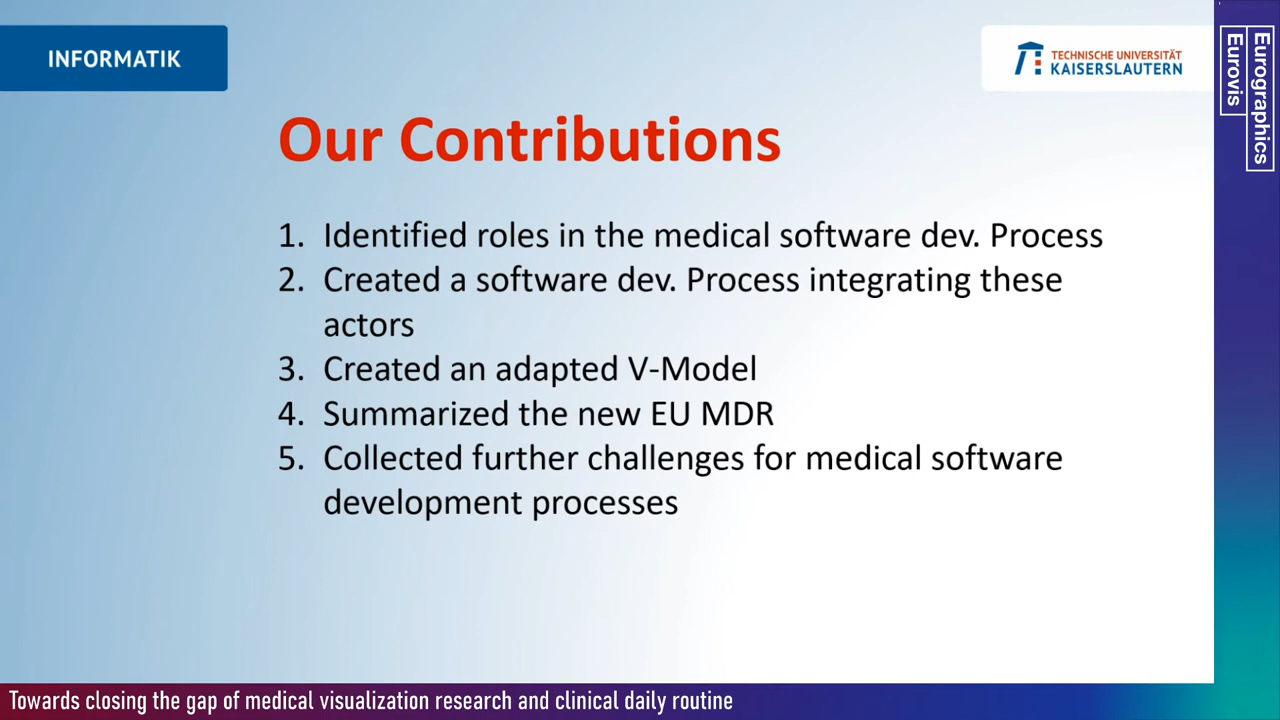 INFORMATIK
TECHNISCHE UNIVERSITÄT
KAISERSLAUTERN
Eurographics
Eurovis
Our Contributions
1. Identified roles in the medical software dev. Process
2. Created a software dev. Process integrating these
actors
3. Created an adapted V-Model
4. Summarized the new EU MDR
5. Collected further challenges for medical software
development processes
Towards closing the gap of medical visualization research and clinical daily routine